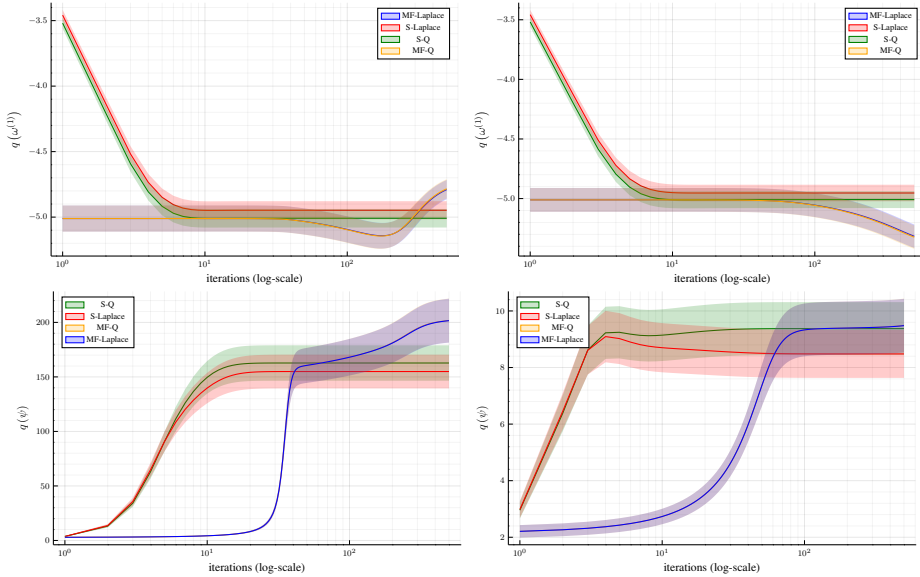 −3.5
−4.0
−4.5
−5.0
q (ω⁽¹⁾)
10⁰
10¹
10²
iterations (log-scale)
MF-Laplace
S-Laplace
S-Q
MF-Q
−3.5
−4.0
−4.5
−5.0
q (ω⁽¹⁾)
10⁰
10¹
10²
iterations (log-scale)
MF-Laplace
S-Laplace
S-Q
MF-Q
200
150
100
50
0
q (ψ)
10⁰
10¹
10²
iterations (log-scale)
S-Q
S-Laplace
MF-Q
MF-Laplace
10
8
6
4
2
q (ψ)
10⁰
10¹
10²
iterations (log-scale)
S-Q
S-Laplace
MF-Q
MF-Laplace